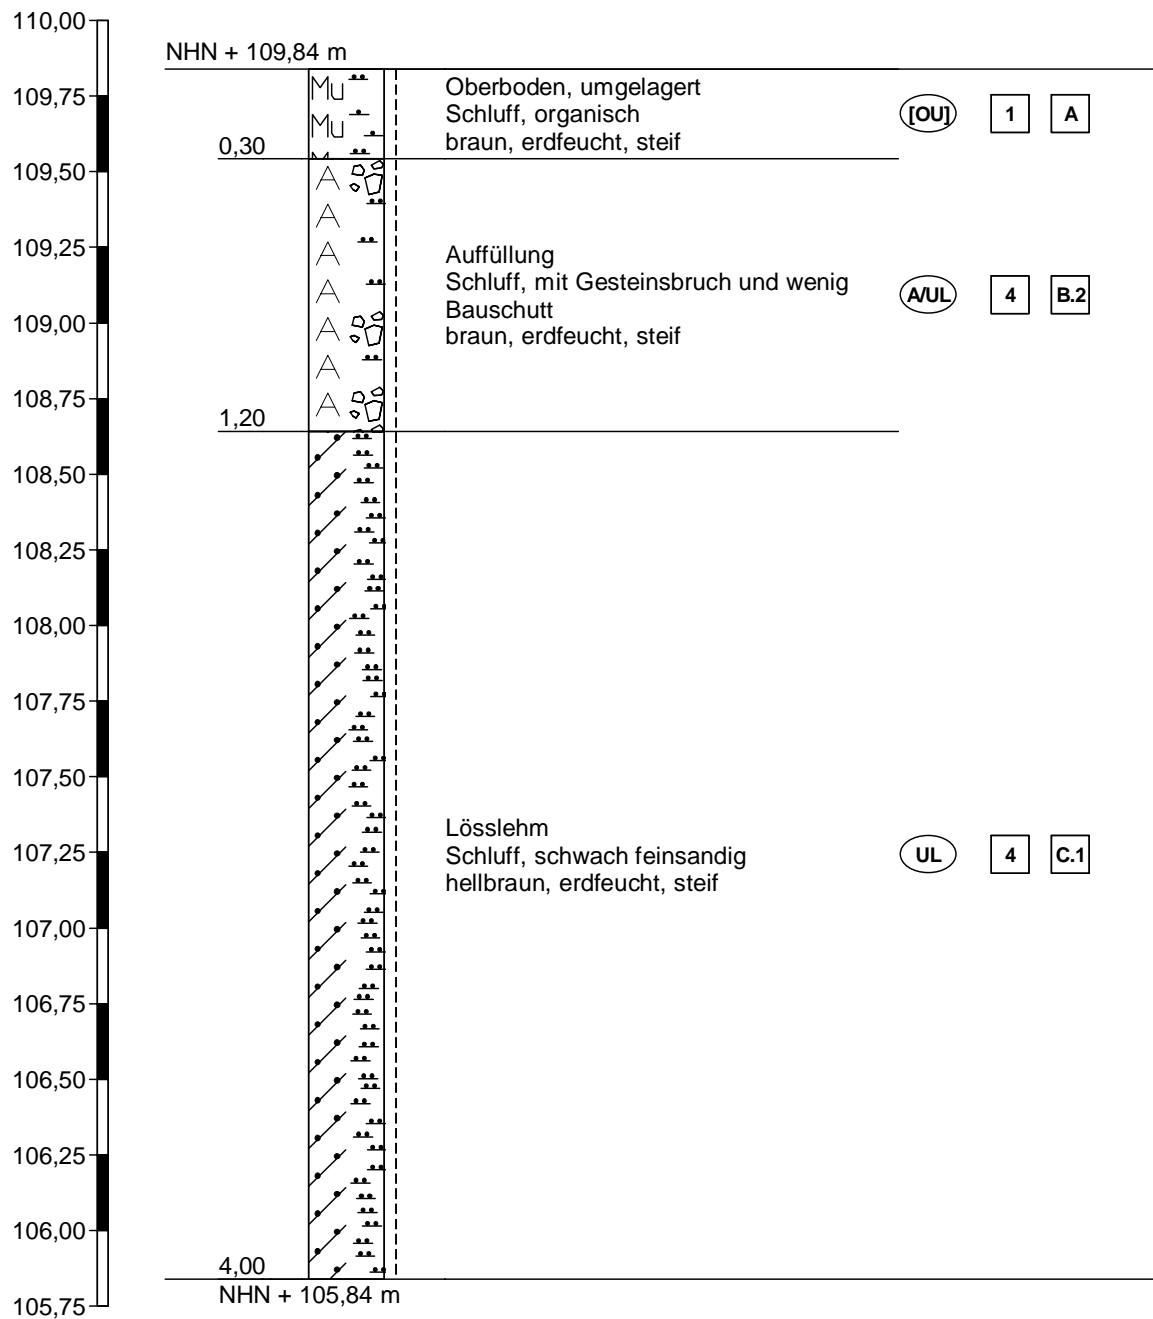 110,00
NHN + 109,84 m
109,75
Mu
Mu
Oberboden, umgelagert
Schluff, organisch
braun, erdfeucht, steif
[OU] 1 A
0,30
109,50
A
A
109,25
A
A
109,00
A
A
108,75
A
Auffüllung
Schluff, mit Gesteinsbruch und wenig
Bauschutt
braun, erdfeucht, steif
A/UL 4 B.2
1,20
108,50
108,25
108,00
107,75
107,50
107,25
Lösslehm
Schluff, schwach feinsandig
hellbraun, erdfeucht, steif
UL 4 C.1
107,00
106,75
106,50
106,25
106,00
4,00
NHN + 105,84 m
105,75